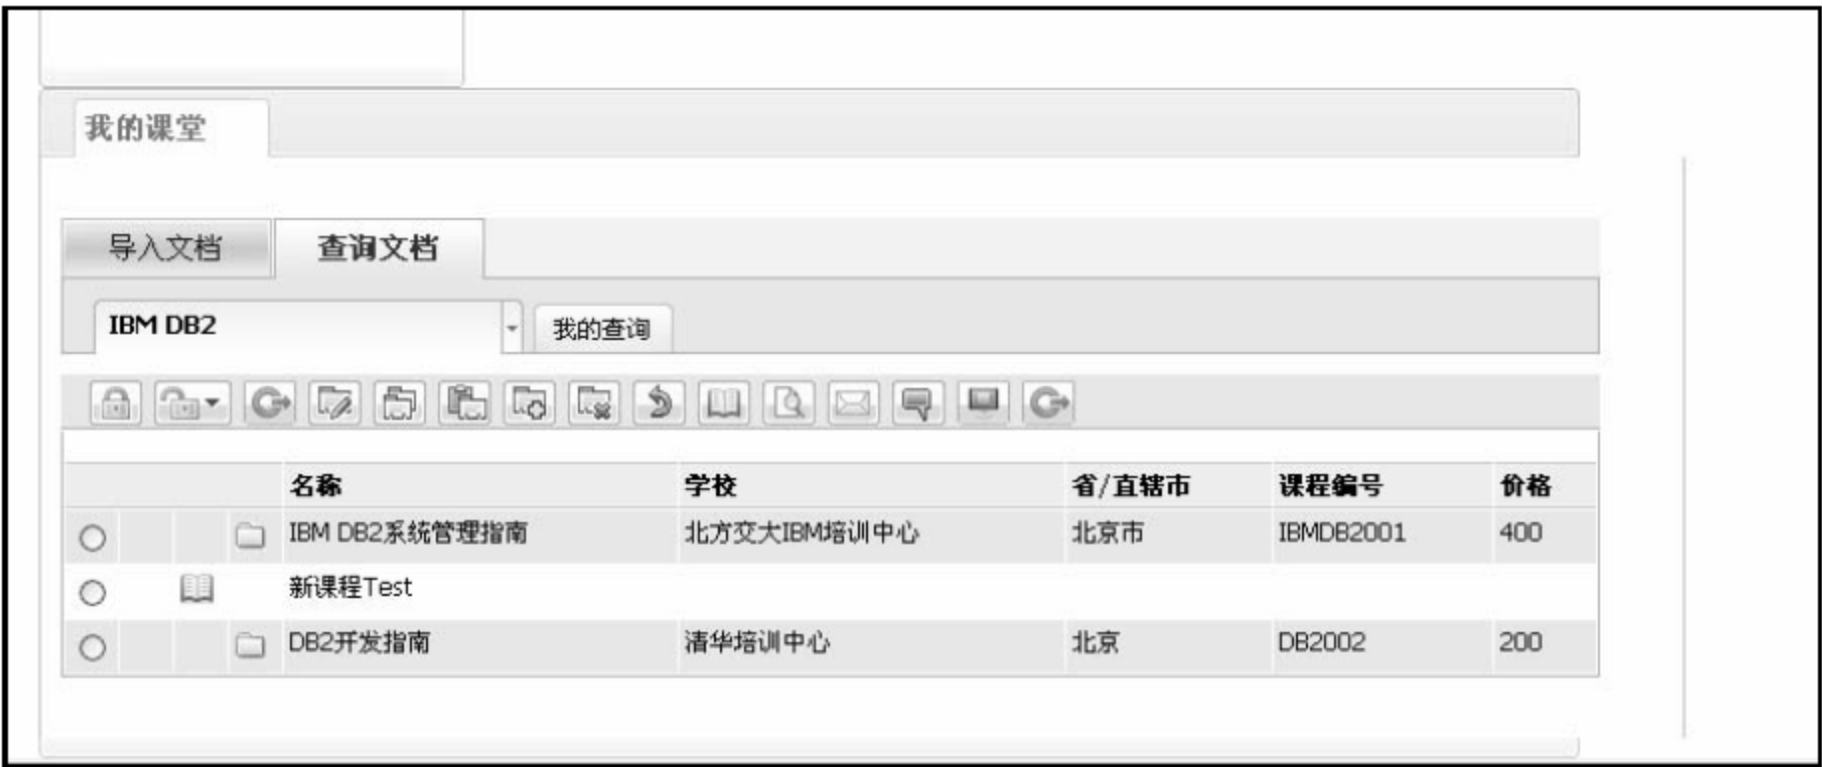 我的课堂
导入文档 查询文档
IBM DB2 我的查询
名称 学校 省/直辖市 课程编号 价格
IBM DB2系统管理指南 北方交大IBM培训中心 北京市 IBMDB2001 400
新课程Test
DB2开发指南 清华培训中心 北京 DB2002 200